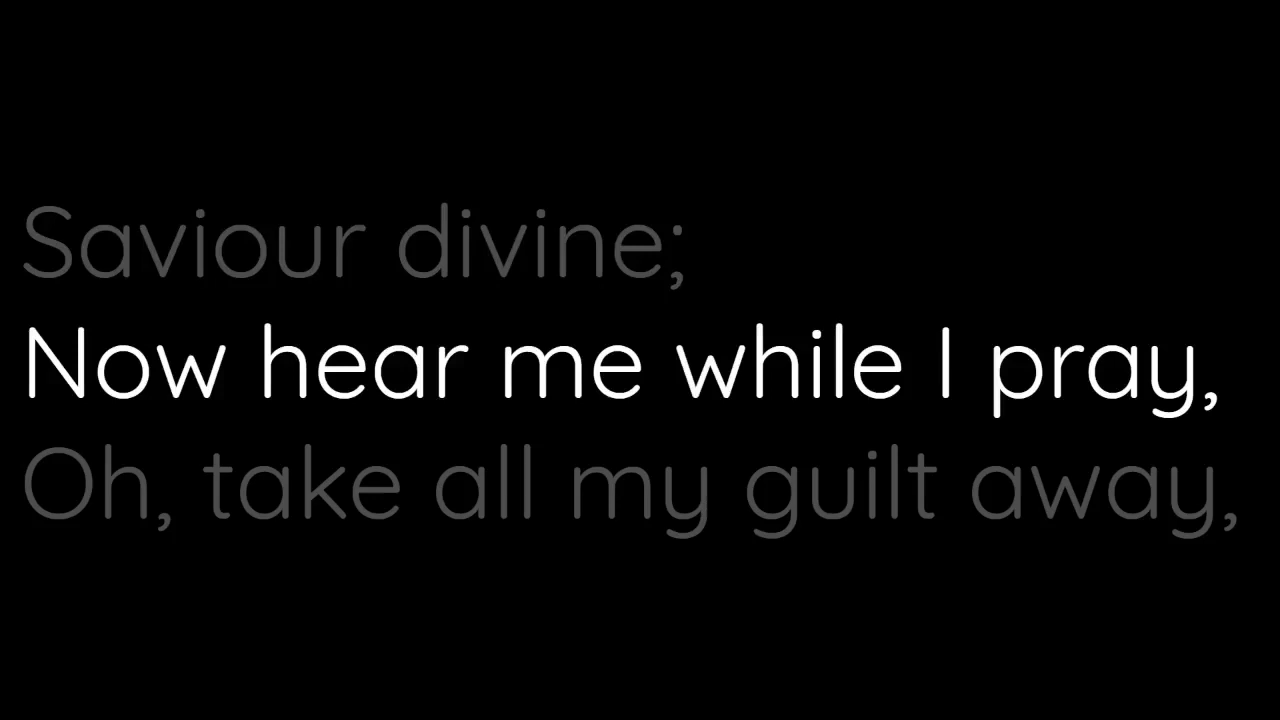 Saviour divine;
Now hear me while I pray,
Oh, take all my guilt away,